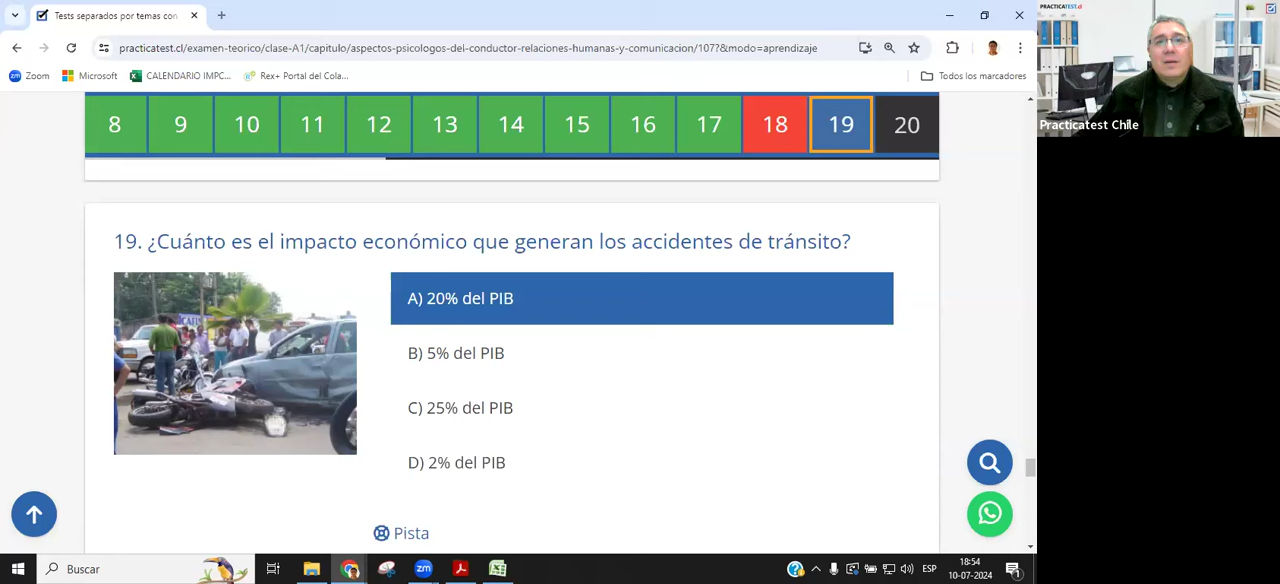 Tests separados por temas con
practicatest.cl/examen-teorico/clase-A1/capitulo/aspectos-psicologos-del-conductor-relaciones-humanas-y-comunicacion/107?&modo=aprendizaje
Zoom
Microsoft
CALENDARIO IMPC...
Rex+ Portal del Cola...
Todos los marcadores
8 9 10 11 12 13 14 15 16 17 18 19 20
19. ¿Cuánto es el impacto económico que generan los accidentes de tránsito?
A) 20% del PIB
B) 5% del PIB
C) 25% del PIB
D) 2% del PIB
Pista
PRACTICATEST.cl
Practicatest Chile
Buscar
zm
ESP
18:54
10-07-2024
1